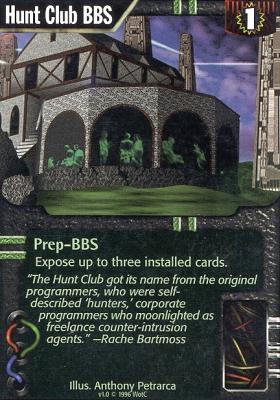 Hunt Club BBS
1
Prep–BBS
Expose up to three installed cards.
"The Hunt Club got its name from the original
programmers, who were self-
described 'hunters,' corporate
programmers who moonlighted as
freelance counter-intrusion
agents." –Rache Bartmoss
Illus. Anthony Petrarca
v1.0 © 1996 WotC